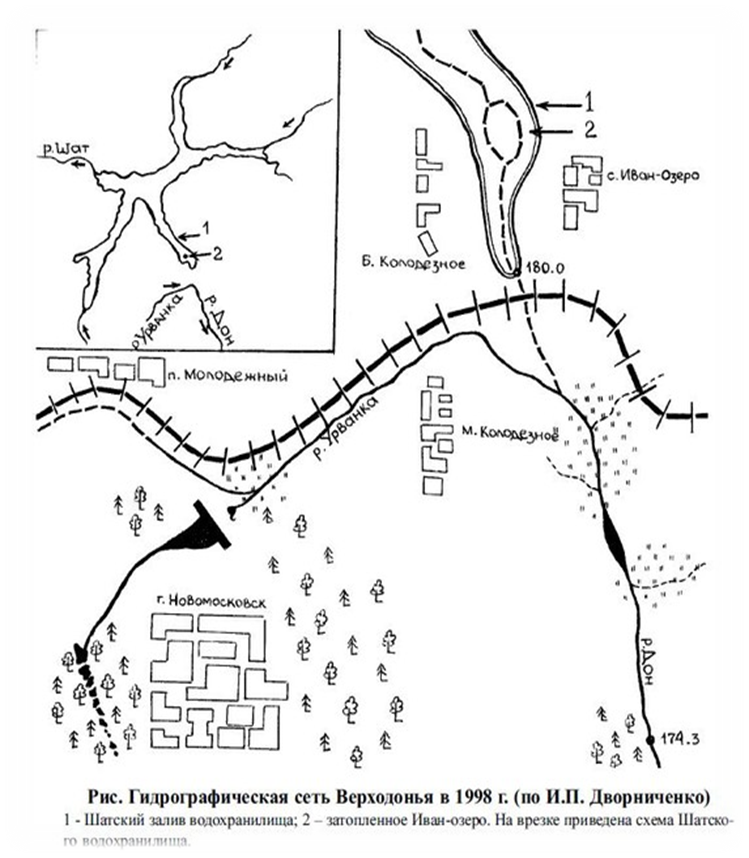 р. Шат
1
2
р. Урванка
р. Дон
1
2
с. Иван-Озеро
Б. Колодезное
180.0
п. Молодежный
р. Урванка
м. Колодезное
г. Новомосковск
р. Дон
174.3
Рис. Гидрографическая сеть Верходонья в 1998 г. (по И.П. Дворниченко)
1 - Шатский залив водохранилища; 2 – затопленное Иван-озеро. На врезке приведена схема Шатско-
го водохранилища.